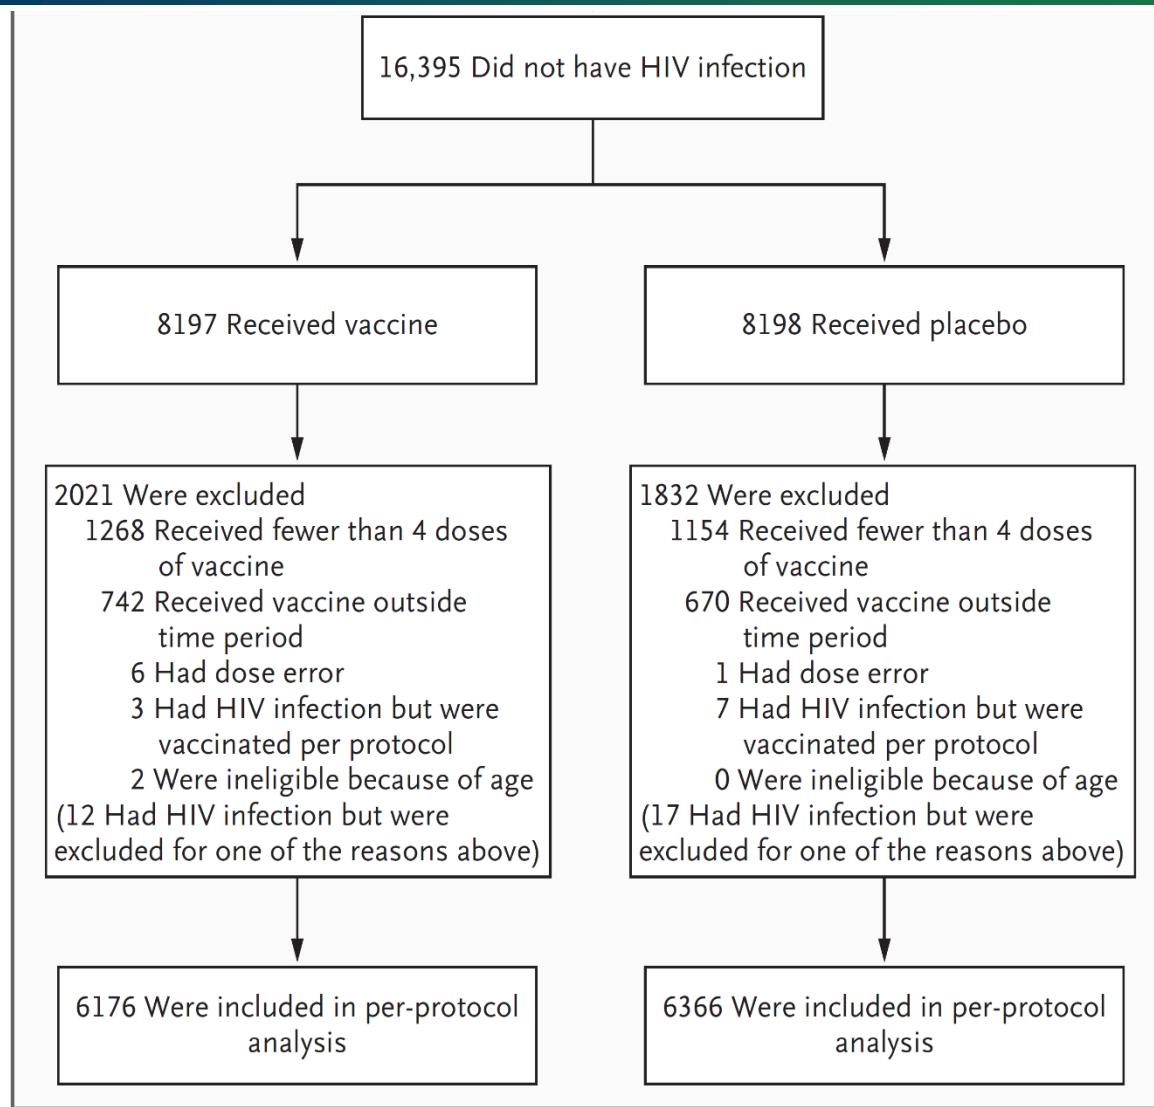 16,395 Did not have HIV infection
8197 Received vaccine
8198 Received placebo
2021 Were excluded
1268 Received fewer than 4 doses
of vaccine
742 Received vaccine outside
time period
6 Had dose error
3 Had HIV infection but were
vaccinated per protocol
2 Were ineligible because of age
(12 Had HIV infection but were
excluded for one of the reasons above)
1832 Were excluded
1154 Received fewer than 4 doses
of vaccine
670 Received vaccine outside
time period
1 Had dose error
7 Had HIV infection but were
vaccinated per protocol
0 Were ineligible because of age
(17 Had HIV infection but were
excluded for one of the reasons above)
6176 Were included in per-protocol
analysis
6366 Were included in per-protocol
analysis